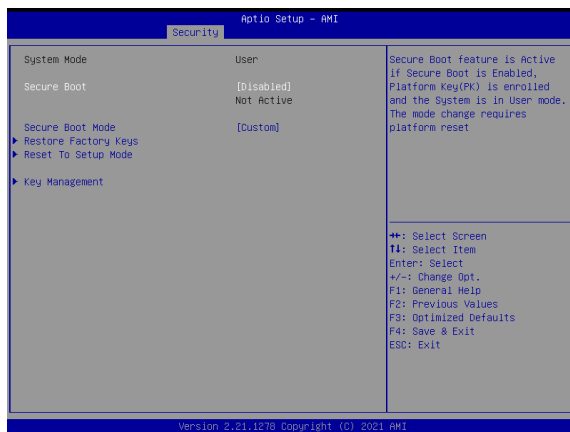 Aptio Setup – AMI
Security
System Mode User
Secure Boot [Disabled]
Not Active
Secure Boot Mode [Custom]
Restore Factory Keys
Reset To Setup Mode
Key Management
Secure Boot feature is Active
if Secure Boot is Enabled,
Platform Key(PK) is enrolled
and the System is in User mode.
The mode change requires
platform reset
→←: Select Screen
↑↓: Select Item
Enter: Select
+/-: Change Opt.
F1: General Help
F2: Previous Values
F3: Optimized Defaults
F4: Save & Exit
ESC: Exit
Version 2.21.1278 Copyright (C) 2021 AMI